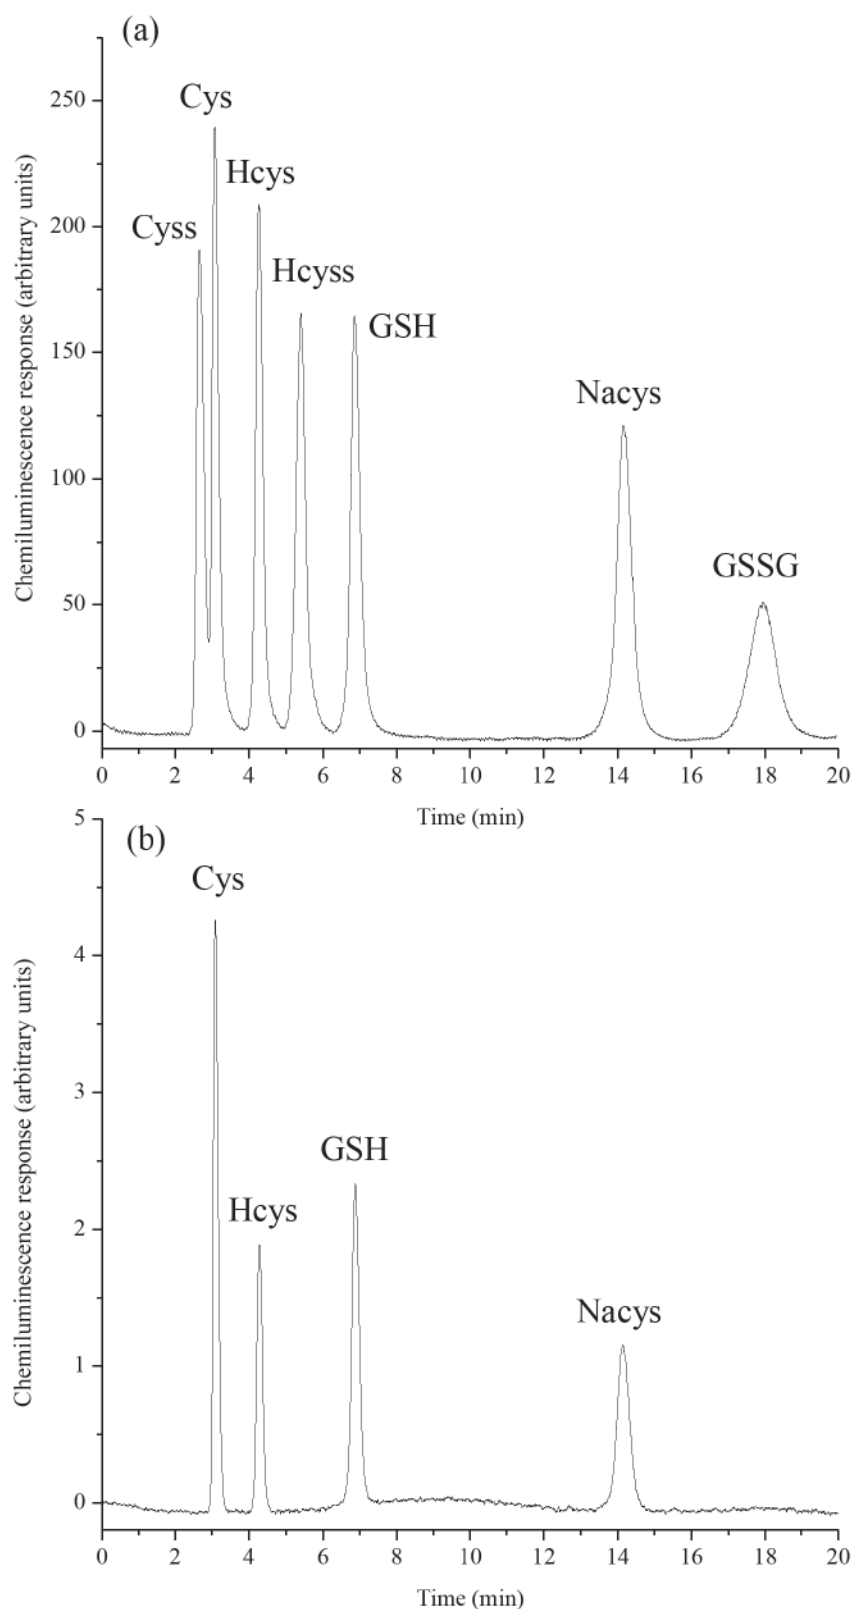 (a)
Chemiluminescence response (arbitrary units)
250
200
150
100
50
0
Cyss
Cys
Hcys
Hcyss
GSH
Nacys
GSSG
0 2 4 6 8 10 12 14 16 18 20
Time (min)
(b)
Chemiluminescence response (arbitrary units)
5
4
3
2
1
0
Cys
Hcys
GSH
Nacys
0 2 4 6 8 10 12 14 16 18 20
Time (min)